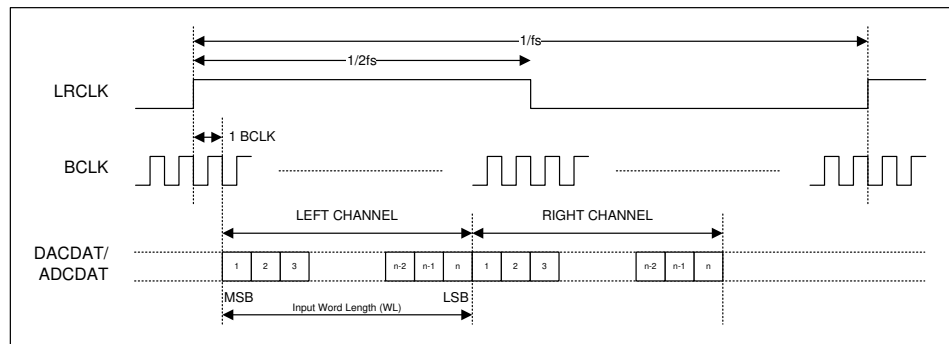 1/fs
1/2fs
LRCLK
1 BCLK
BCLK
LEFT CHANNEL RIGHT CHANNEL
DACDAT/
ADCDAT
1 2 3 n-2 n-1 n 1 2 3 n-2 n-1 n
MSB LSB
Input Word Length (WL)